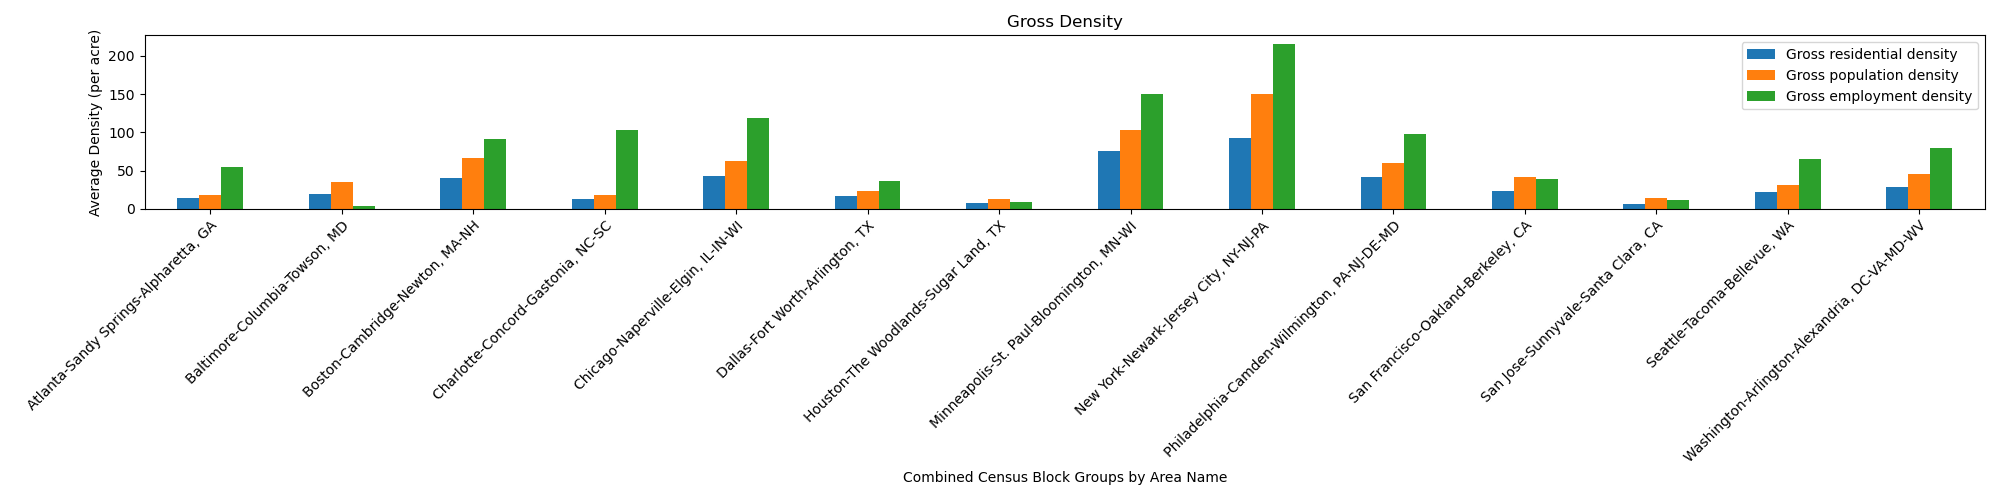 Gross Density
Average Density (per acre)
200
150
100
50
0
Gross residential density
Gross population density
Gross employment density
Atlanta-Sandy Springs-Alpharetta, GA
Baltimore-Columbia-Towson, MD
Boston-Cambridge-Newton, MA-NH
Charlotte-Concord-Gastonia, NC-SC
Chicago-Naperville-Elgin, IL-IN-WI
Dallas-Fort Worth-Arlington, TX
Houston-The Woodlands-Sugar Land, TX
Minneapolis-St. Paul-Bloomington, MN-WI
New York-Newark-Jersey City, NY-NJ-PA
Philadelphia-Camden-Wilmington, PA-NJ-DE-MD
San Francisco-Oakland-Berkeley, CA
San Jose-Sunnyvale-Santa Clara, CA
Seattle-Tacoma-Bellevue, WA
Washington-Arlington-Alexandria, DC-VA-MD-WV
Combined Census Block Groups by Area Name